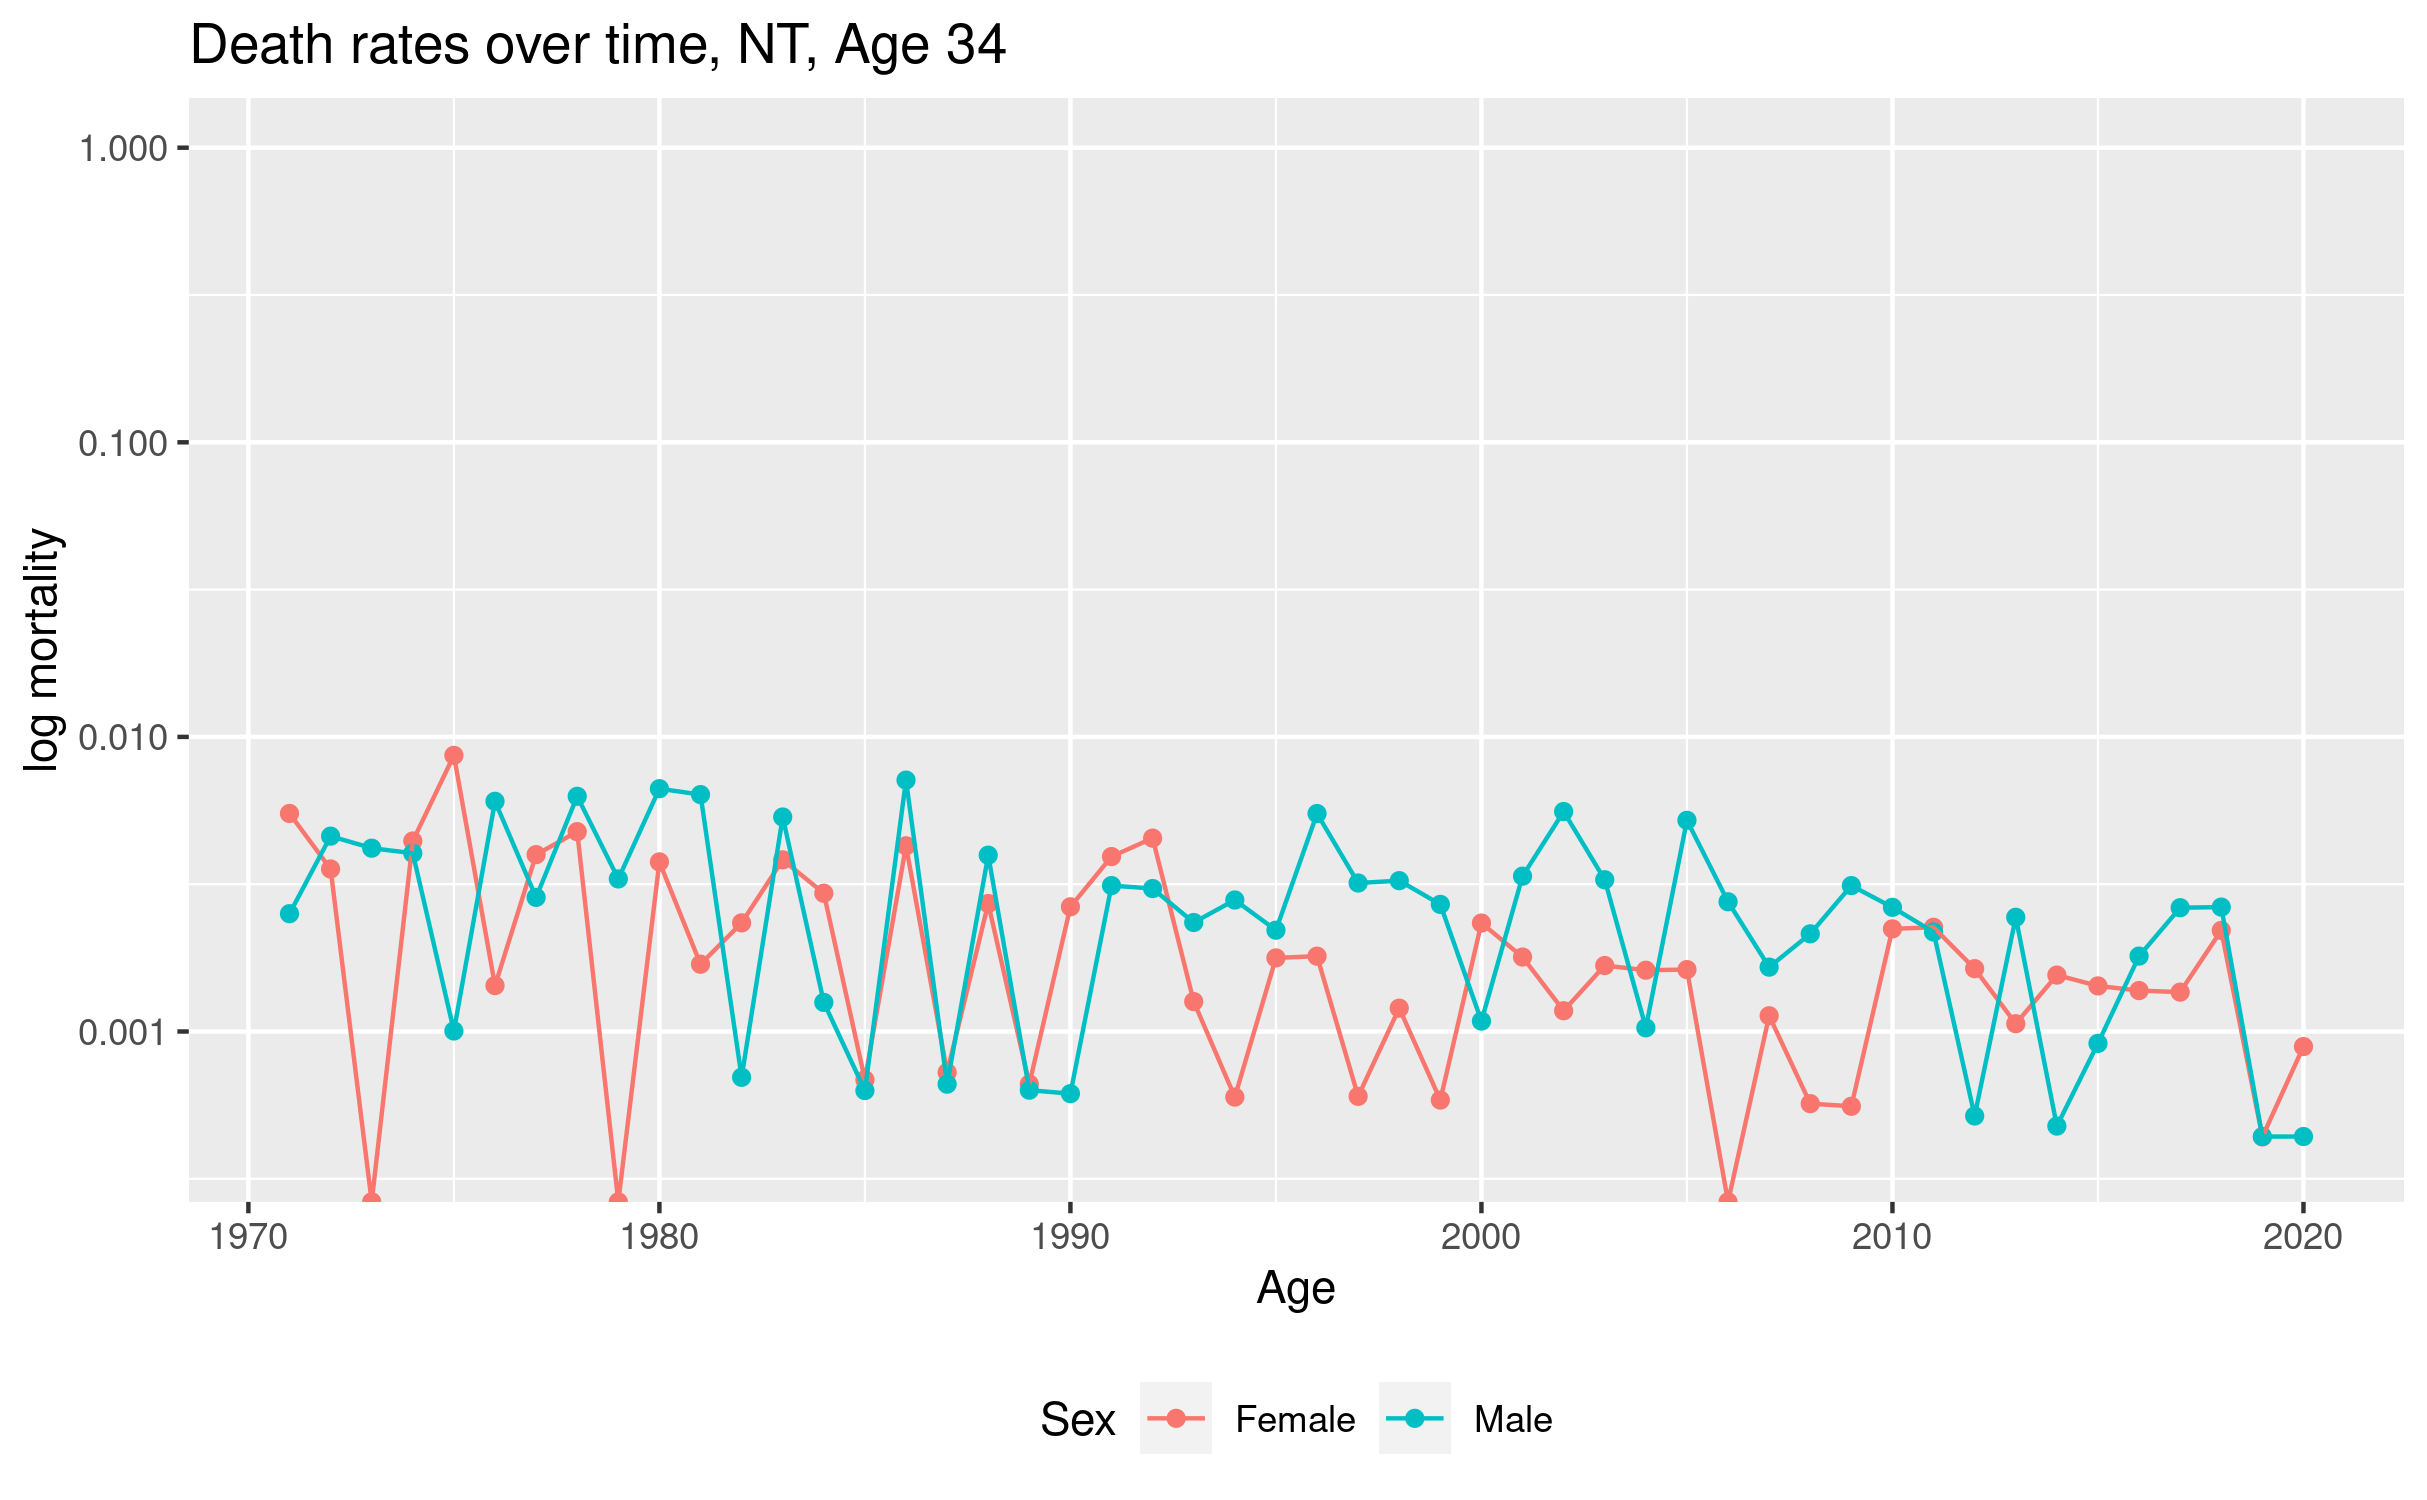 Death rates over time, NT, Age 34
log mortality
1.000
0.100
0.010
0.001
1970 1980 1990 2000 2010 2020
Age
Sex Female Male